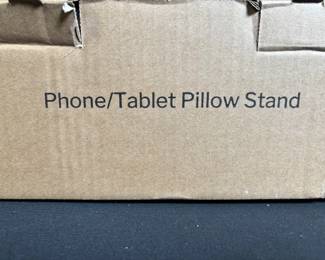 Phone/Tablet Pillow Stand